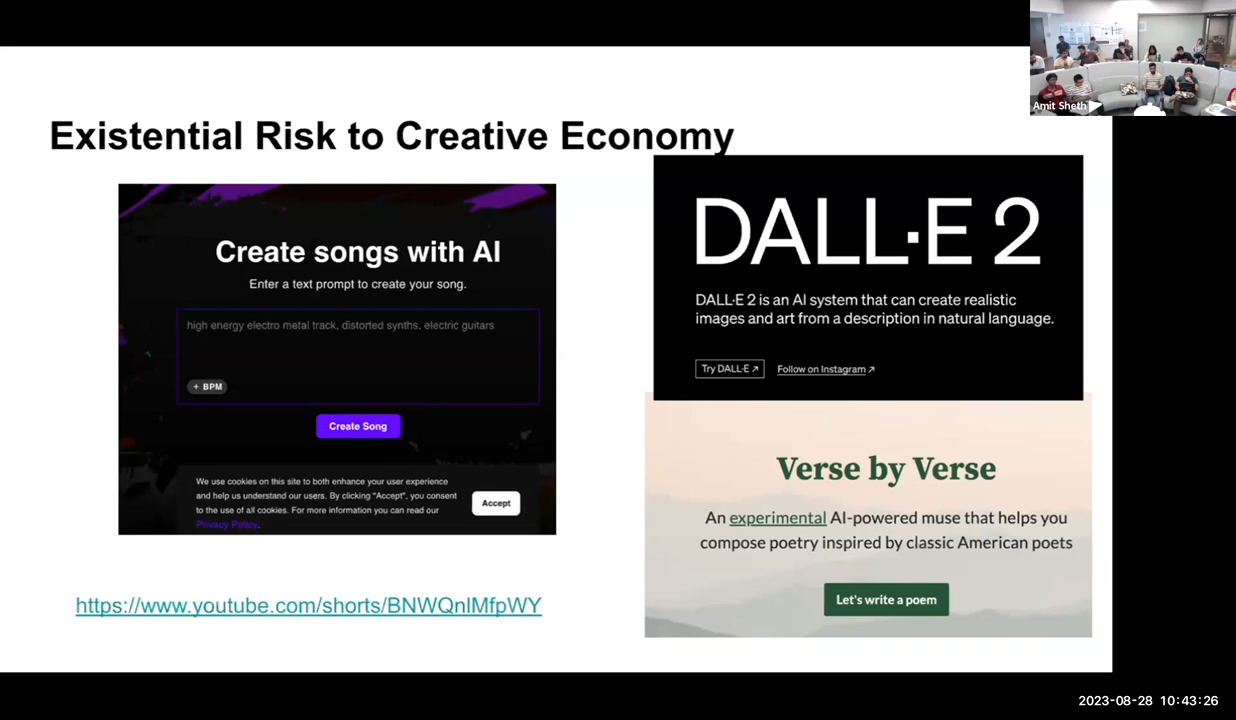 Amit Sheth
Existential Risk to Creative Economy
Create songs with AI
Enter a text prompt to create your song.
high energy electro metal track, distorted synths, electric guitars
+ BPM
Create Song
We use cookies on this site to both enhance your user experience
and help us understand our users. By clicking "Accept", you consent
to the use of all cookies. For more information you can read our
Privacy Policy.
Accept
https://www.youtube.com/shorts/BNWQnlMfpWY
DALL·E 2
DALL·E 2 is an AI system that can create realistic
images and art from a description in natural language.
Try DALL·E ↗
Follow on Instagram ↗
Verse by Verse
An experimental AI-powered muse that helps you
compose poetry inspired by classic American poets
Let's write a poem
2023-08-28 10:43:26